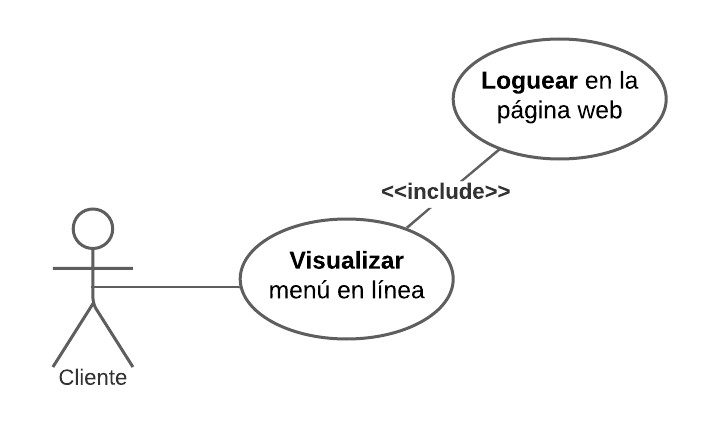 Loguear en la
página web
<<include>>
Visualizar
menú en línea
Cliente